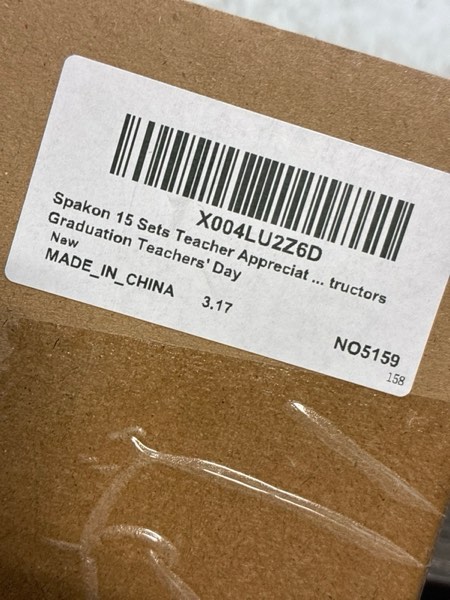 X004LU2Z6D
Spakon 15 Sets Teacher Appreciat ... tructors
Graduation Teachers' Day
New
MADE_IN_CHINA 3.17
NO5159
158